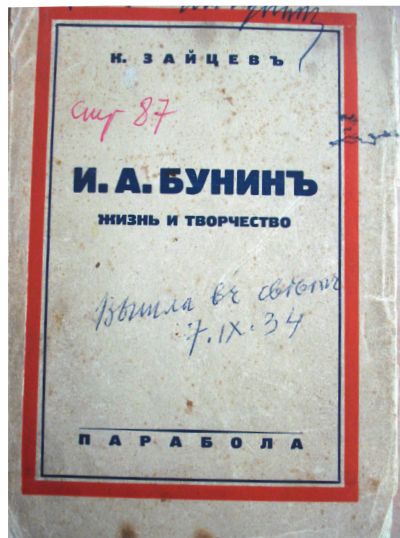 К. ЗАЙЦЕВЪ
стр 87
И. А. БУНИНЪ
ЖИЗНЬ И ТВОРЧЕСТВО
Вышла въ свѣтъ
7.IX.34
ПАРАБОЛА